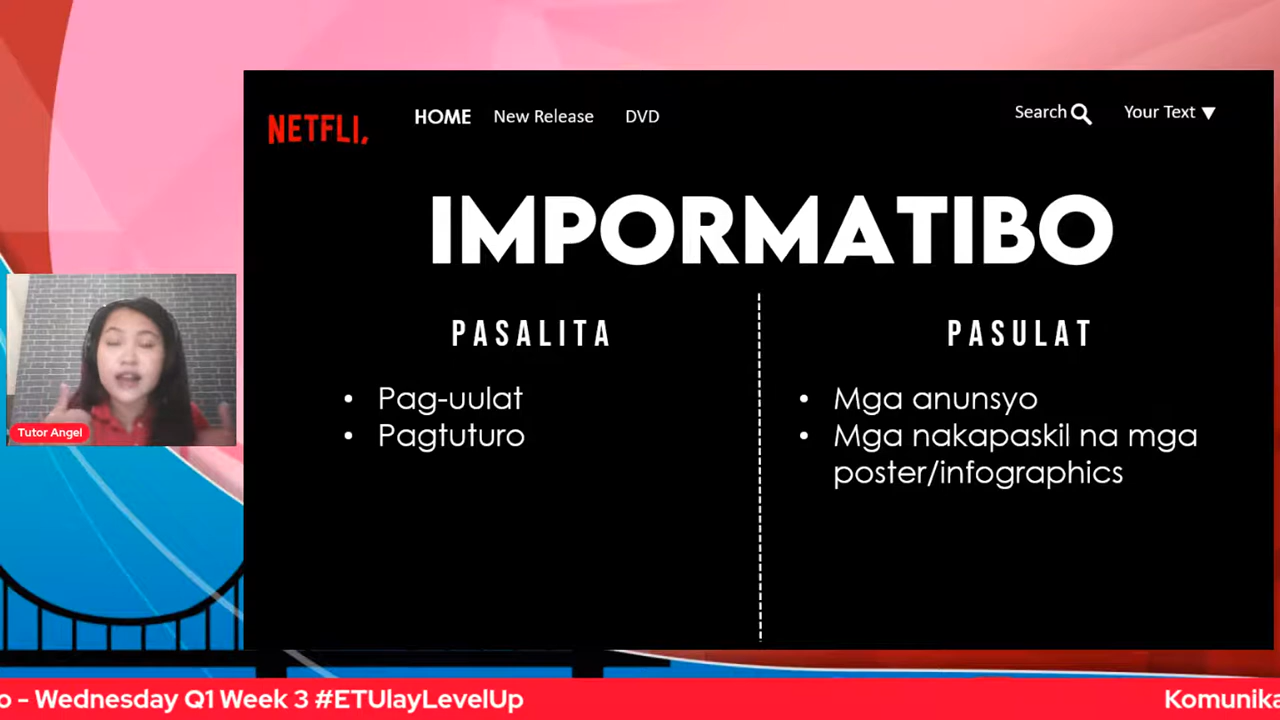 NETFLI,
HOME New Release DVD
Search Your Text
IMPORMATIBO
PASALITA
• Pag-uulat
• Pagtuturo
PASULAT
• Mga anunsyo
• Mga nakapaskil na mga
poster/infographics
Tutor Angel
o - Wednesday Q1 Week 3 #ETUlayLevelUp
Komunika